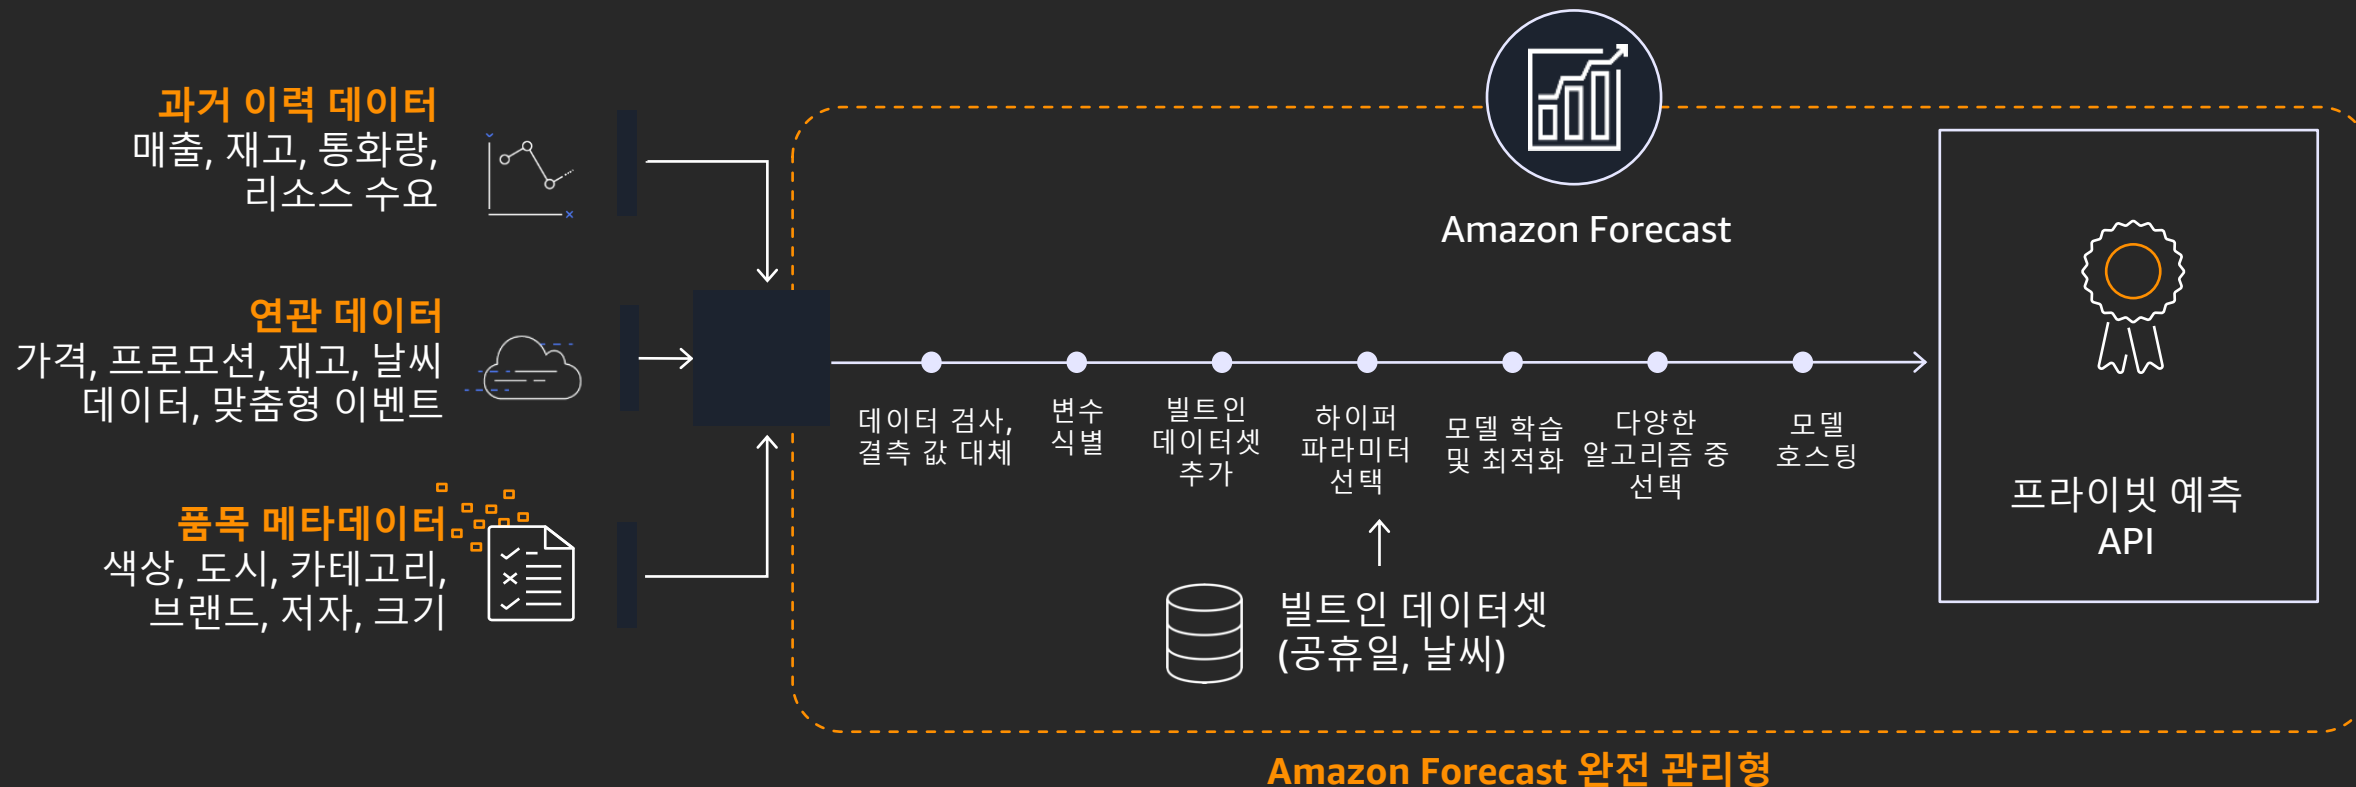 과거 이력 데이터
매출, 재고, 통화량,
리소스 수요
연관 데이터
가격, 프로모션, 재고, 날씨
데이터, 맞춤형 이벤트
품목 메타데이터
색상, 도시, 카테고리,
브랜드, 저자, 크기
Amazon Forecast
데이터 검사,
결측 값 대체
변수
식별
빌트인
데이터셋
추가
하이퍼
파라미터
선택
모델 학습
및 최적화
다양한
알고리즘 중
선택
모델
호스팅
빌트인 데이터셋
(공휴일, 날씨)
프라이빗 예측
API
Amazon Forecast 완전 관리형